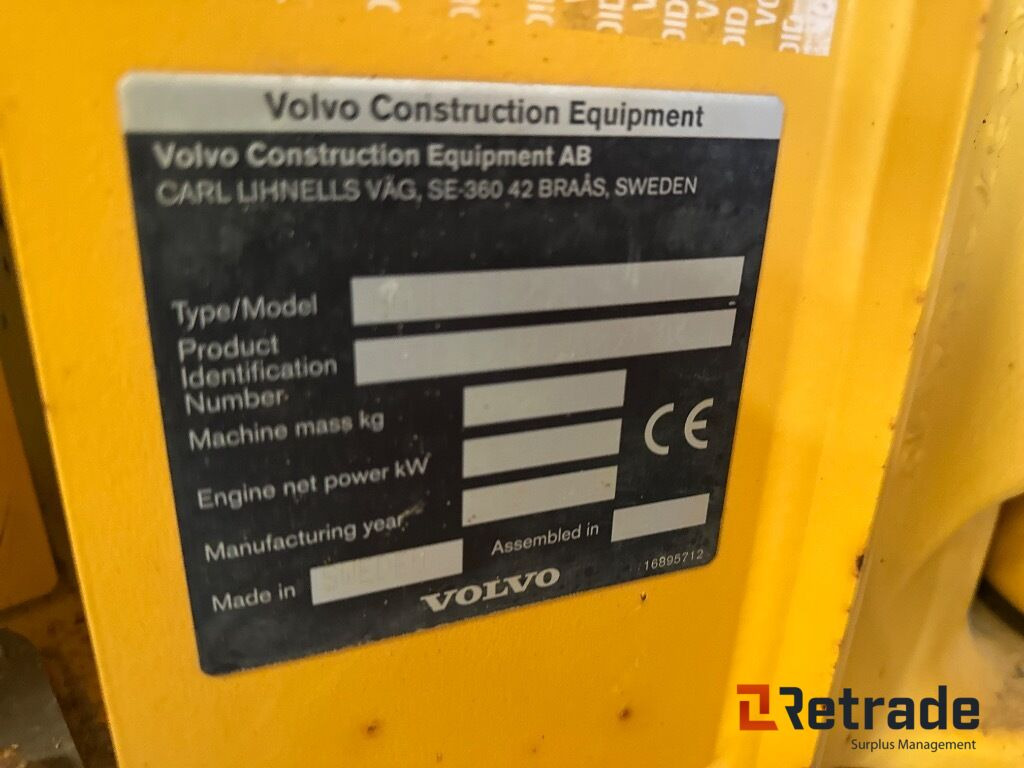 VOID
Volvo Construction Equipment
Volvo Construction Equipment AB
CARL LIHNELLS VÄG, SE-360 42 BRAÅS, SWEDEN
Type/Model
Product
Identification
Number
Machine mass kg
Engine net power kW
Manufacturing year
Made in
Assembled in
CE
VOLVO
16895712
Retrade
Surplus Management